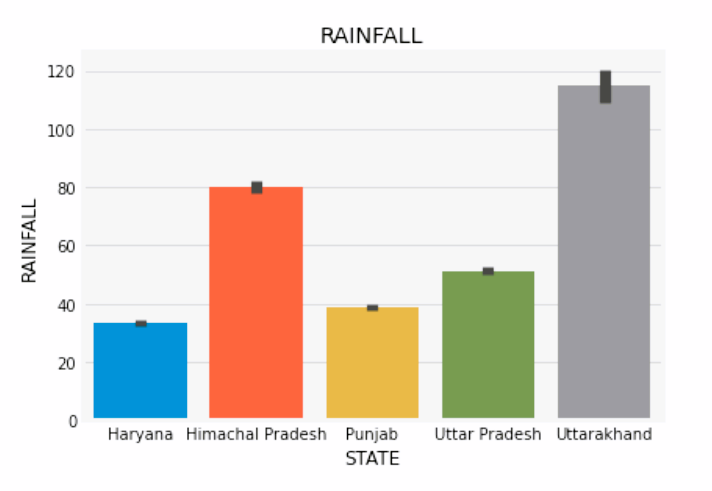 RAINFALL
120
100
80
60
40
20
0
RAINFALL
Haryana Himachal Pradesh Punjab Uttar Pradesh Uttarakhand
STATE